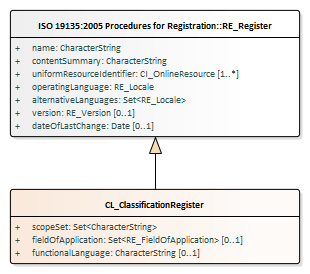 ISO 19135:2005 Procedures for Registration::RE_Register
+ name: CharacterString
+ contentSummary: CharacterString
+ uniformResourceIdentifier: CI_OnlineResource [1..*]
+ operatingLanguage: RE_Locale
+ alternativeLanguages: Set<RE_Locale>
+ version: RE_Version [0..1]
+ dateOfLastChange: Date [0..1]
CL_ClassificationRegister
+ scopeSet: Set<CharacterString>
+ fieldOfApplication: Set<RE_FieldOfApplication> [0..1]
+ functionalLanguage: CharacterString [0..1]